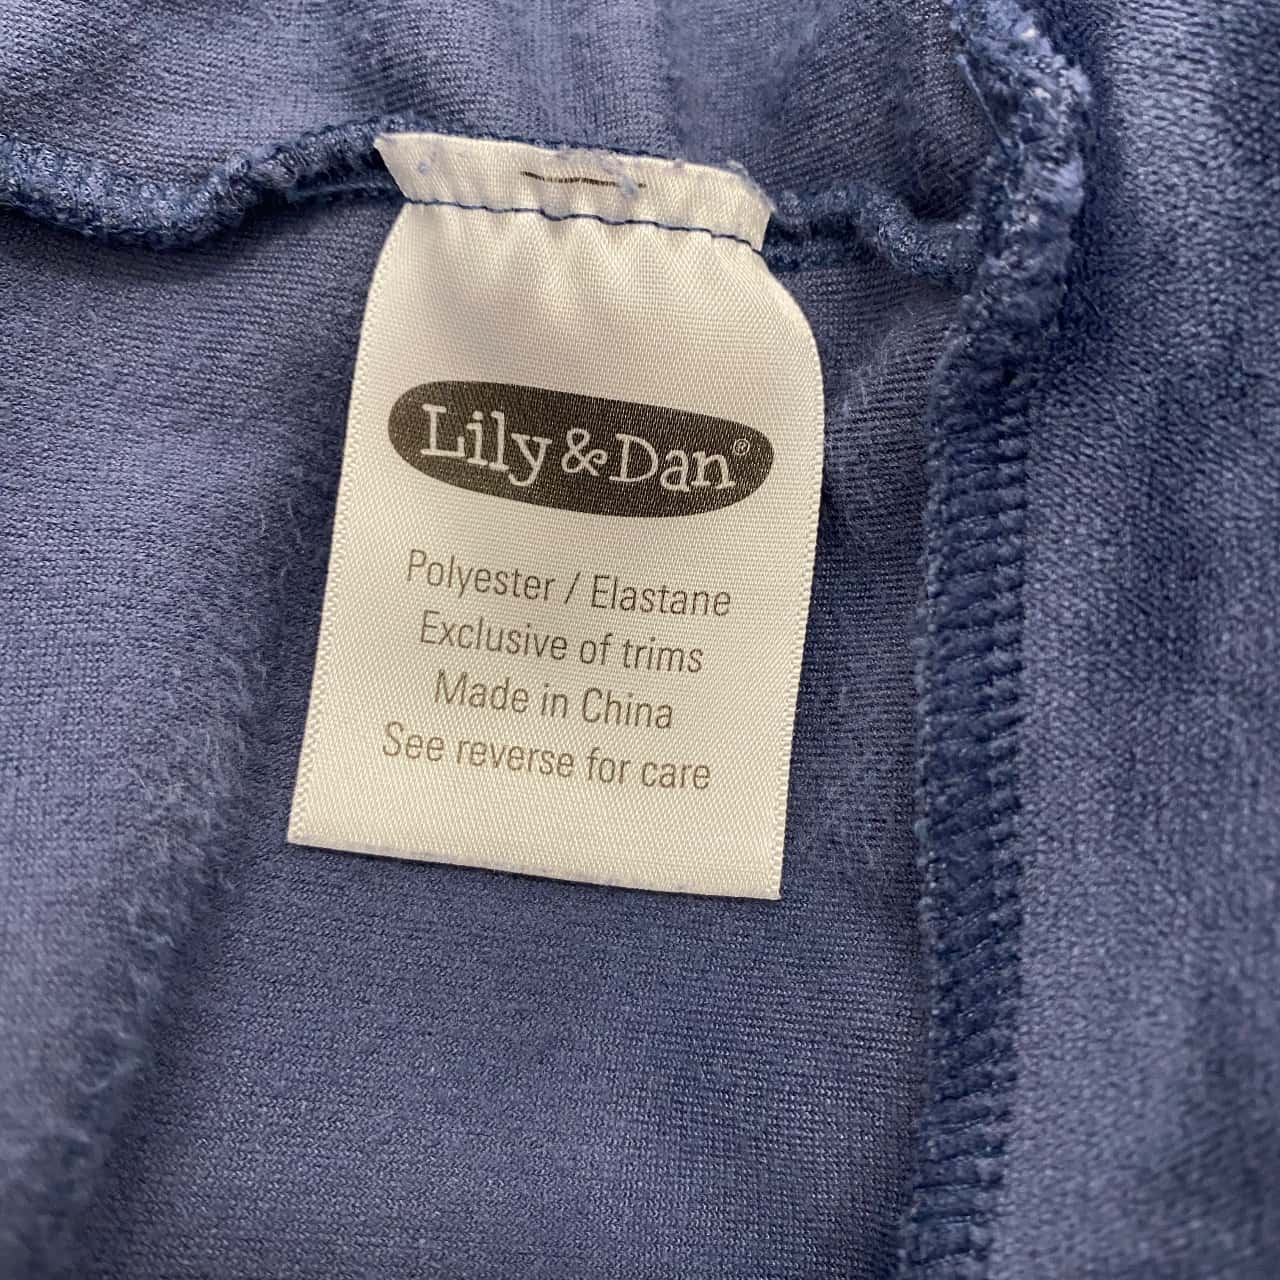 Lily & Dan®
Polyester / Elastane
Exclusive of trims
Made in China
See reverse for care